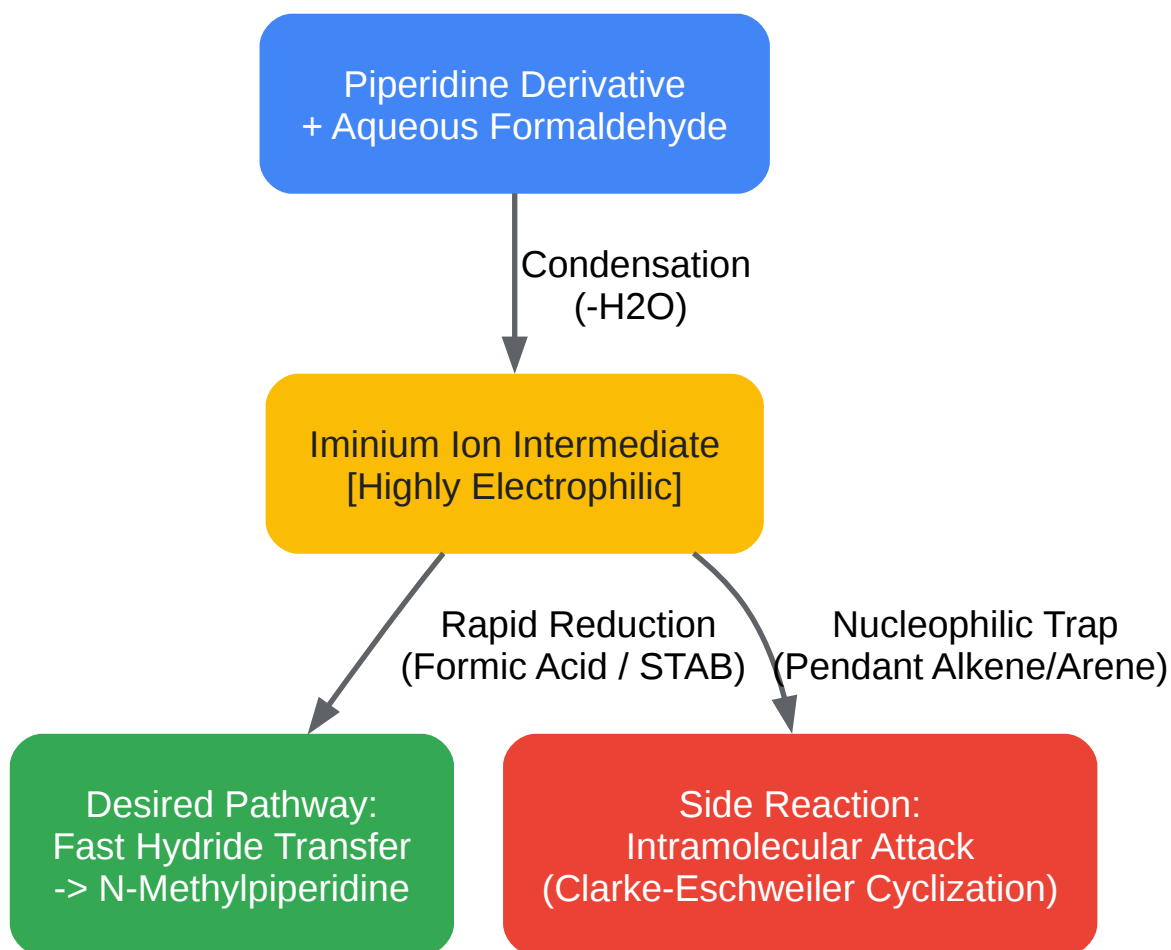 Piperidine Derivative
+ Aqueous Formaldehyde
Condensation
(-H2O)
Iminium Ion Intermediate
[Highly Electrophilic]
Rapid Reduction
(Formic Acid / STAB)
Nucleophilic Trap
(Pendant Alkene/Arene)
Desired Pathway:
Fast Hydride Transfer
-> N-Methylpiperidine
Side Reaction:
Intramolecular Attack
(Clarke-Eschweiler Cyclization)